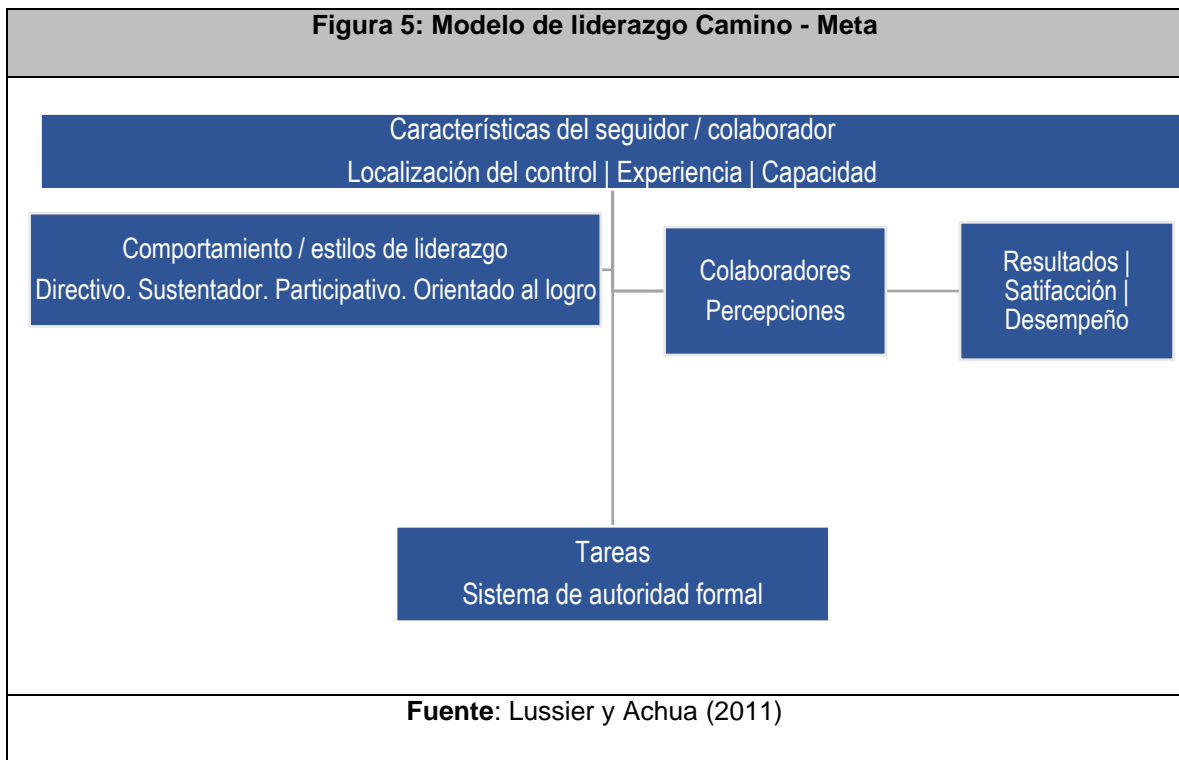 Figura 5: Modelo de liderazgo Camino - Meta
Características del seguidor / colaborador
Localización del control | Experiencia | Capacidad
Comportamiento / estilos de liderazgo
Directivo. Sustentador. Participativo. Orientado al logro
Colaboradores
Percepciones
Resultados |
Satifacción |
Desempeño
Tareas
Sistema de autoridad formal
Fuente: Lussier y Achua (2011)